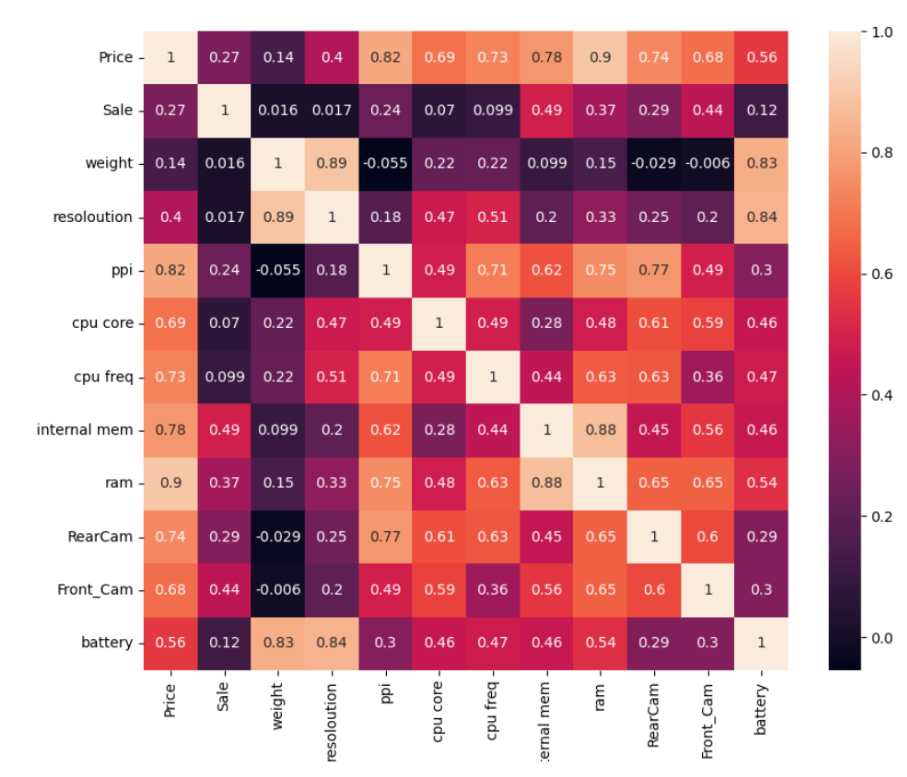 Price 1 0.27 0.14 0.4 0.82 0.69 0.73 0.78 0.9 0.74 0.68 0.56 1.0
Sale 0.27 1 0.016 0.017 0.24 0.07 0.099 0.49 0.37 0.29 0.44 0.12
weight 0.14 0.016 1 0.89 -0.055 0.22 0.22 0.099 0.15 -0.029 -0.006 0.83 0.8
resoloution 0.4 0.017 0.89 1 0.18 0.47 0.51 0.2 0.33 0.25 0.2 0.84
ppi 0.82 0.24 -0.055 0.18 1 0.49 0.71 0.62 0.75 0.77 0.49 0.3 0.6
cpu core 0.69 0.07 0.22 0.47 0.49 1 0.49 0.28 0.48 0.61 0.59 0.46
cpu freq 0.73 0.099 0.22 0.51 0.71 0.49 1 0.44 0.63 0.63 0.36 0.47 0.4
internal mem 0.78 0.49 0.099 0.2 0.62 0.28 0.44 1 0.88 0.45 0.56 0.46
ram 0.9 0.37 0.15 0.33 0.75 0.48 0.63 0.88 1 0.65 0.65 0.54
RearCam 0.74 0.29 -0.029 0.25 0.77 0.61 0.63 0.45 0.65 1 0.6 0.29 0.2
Front_Cam 0.68 0.44 -0.006 0.2 0.49 0.59 0.36 0.56 0.65 0.6 1 0.3
battery 0.56 0.12 0.83 0.84 0.3 0.46 0.47 0.46 0.54 0.29 0.3 1 0.0
Price Sale weight resoloution ppi cpu core cpu freq ernal mem ram RearCam Front_Cam battery